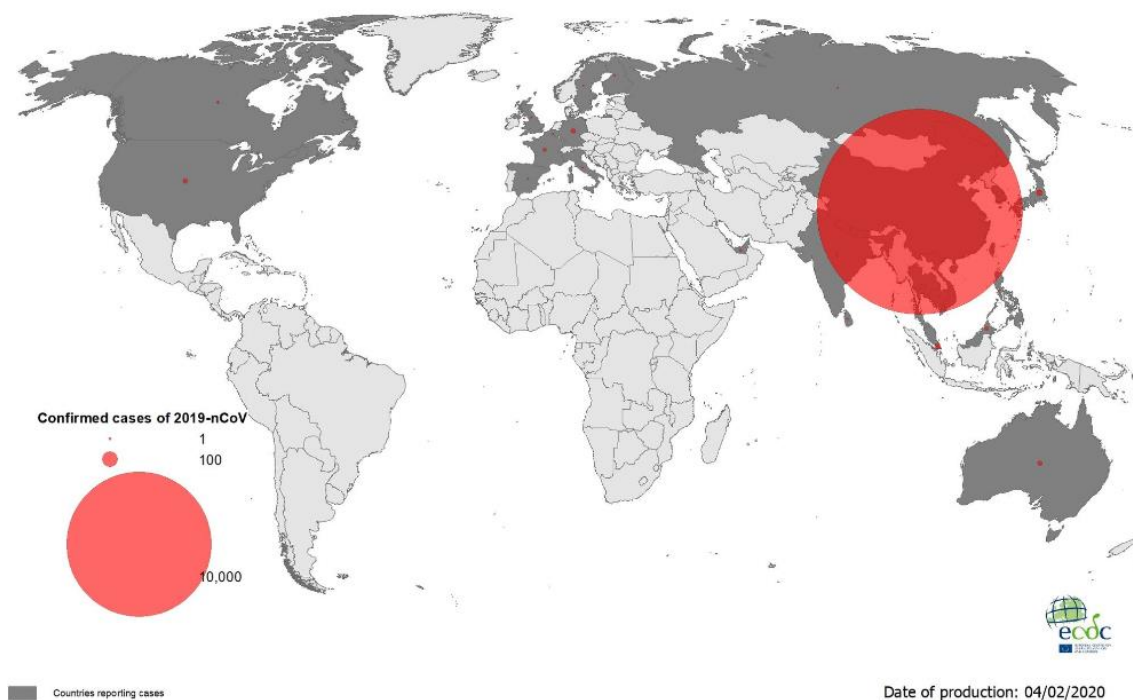 Confirmed cases of 2019-nCoV
1
100
10,000
ecdc
Countries reporting cases
Date of production: 04/02/2020